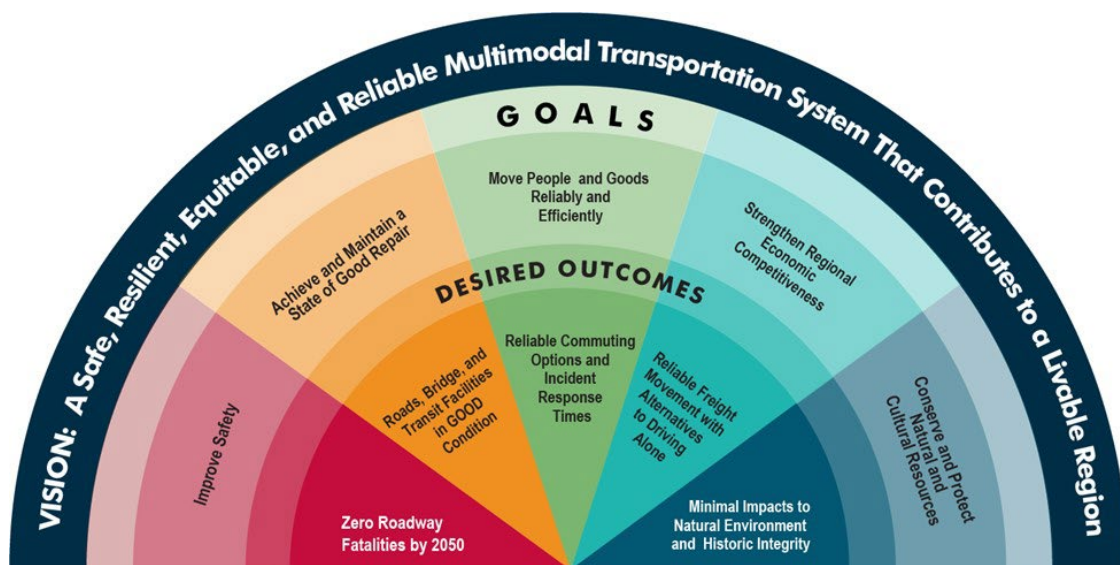 VISION: A Safe, Resilient, Equitable, and Reliable Multimodal Transportation System That Contributes to a Livable Region
GOALS
Improve Safety
Achieve and Maintain a
State of Good Repair
Move People and Goods
Reliably and
Efficiently
Strengthen Regional
Economic
Competitiveness
Conserve and Protect
Natural and
Cultural Resources
DESIRED OUTCOMES
Zero Roadway
Fatalities by 2050
Roads, Bridge, and
Transit Facilities
in GOOD
Condition
Reliable Commuting
Options and
Incident
Response
Times
Reliable Freight
Movement with
Alternatives
to Driving
Alone
Minimal Impacts to
Natural Environment
and Historic Integrity